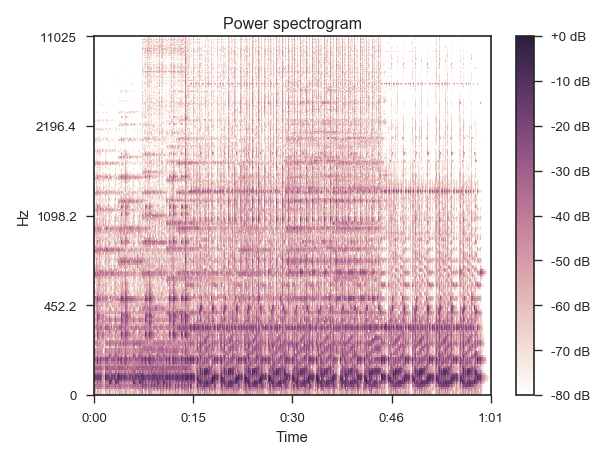 Power spectrogram
11025
2196.4
1098.2
452.2
0
Hz
0:00
0:15
0:30
0:46
1:01
Time
+0 dB
-10 dB
-20 dB
-30 dB
-40 dB
-50 dB
-60 dB
-70 dB
-80 dB